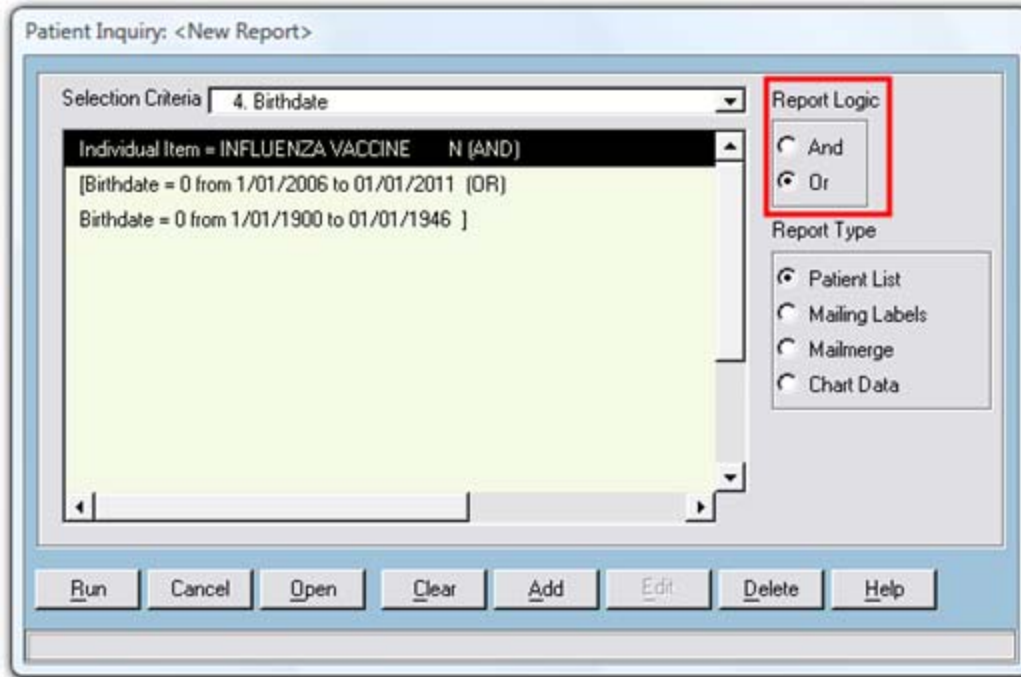 Patient Inquiry: <New Report>
Selection Criteria 4. Birthdate
Individual Item = INFLUENZA VACCINE N (AND)
[Birthdate = 0 from 1/01/2006 to 01/01/2011 (OR)
Birthdate = 0 from 1/01/1900 to 01/01/1946 ]
Report Logic
And
Or
Report Type
Patient List
Mailing Labels
Mailmerge
Chart Data
Run Cancel Open Clear Add Edit Delete Help